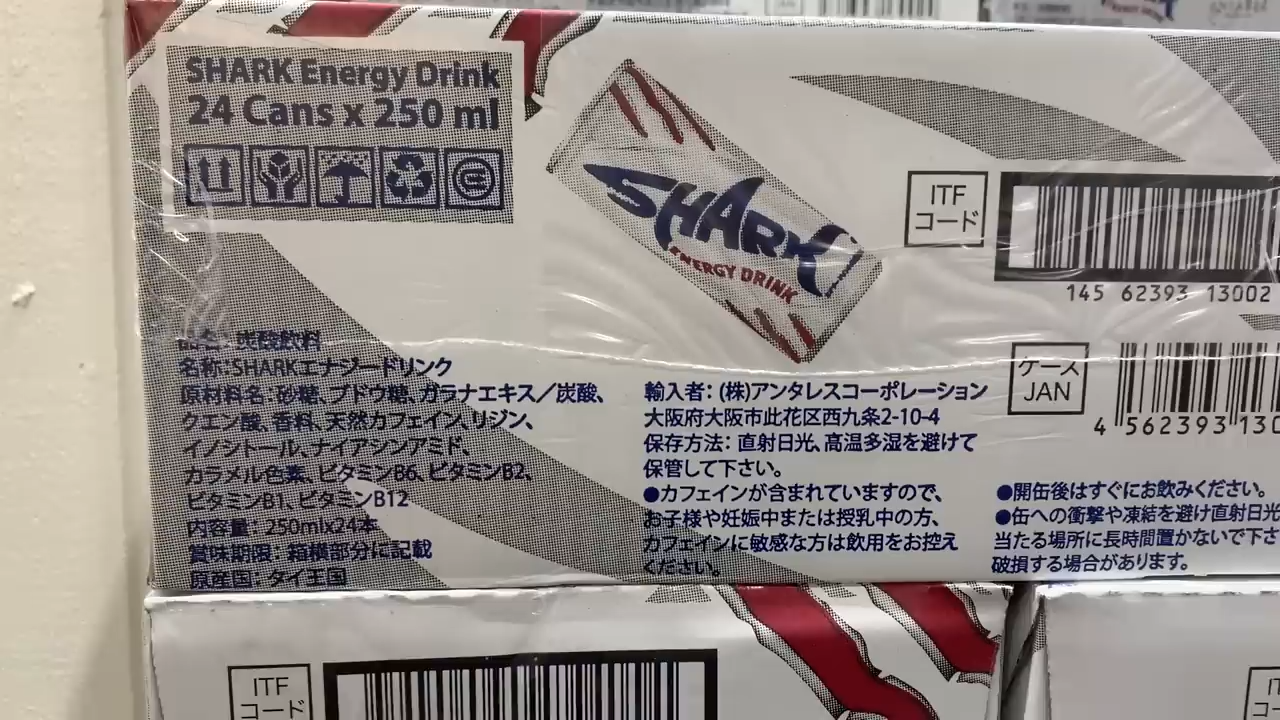 SHARK Energy Drink
24 Cans x 250 ml
SHARK
ENERGY DRINK
ITF
コード
145 62393 13002
ケース
JAN
4 562393 130
炭酸飲料
名称：SHARKエナジードリンク
原材料名：砂糖、ブドウ糖、ガラナエキス／炭酸、
クエン酸、香料、天然カフェイン、リジン、
イノシトール、ナイアシンアミド、
カラメル色素、ビタミンB6、ビタミンB2、
ビタミンB1、ビタミンB12
内容量：250ml×24本
賞味期限：箱横部分に記載
原産国：タイ王国
輸入者：(株)アンタレスコーポレーション
大阪府大阪市此花区西九条2-10-4
保存方法：直射日光、高温多湿を避けて
保管して下さい。
●カフェインが含まれていますので、
お子様や妊娠中または授乳中の方、
カフェインに敏感な方は飲用をお控え
ください。
●開缶後はすぐにお飲みください。
●缶への衝撃や凍結を避け直射日光
当たる場所に長時間置かないで下さ
破損する場合があります。
ITF
コード